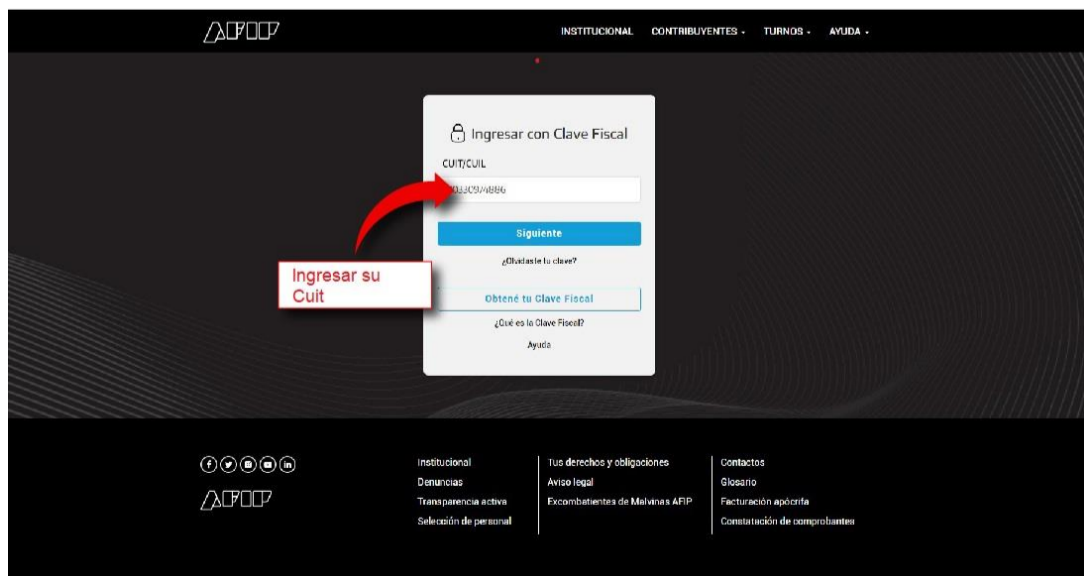 AFIP
INSTITUCIONAL CONTRIBUYENTES TURNOS AYUDA
Ingresar con Clave Fiscal
CUIT/CUIL
Siguiente
¿Olvidaste tu clave?
Ingresar su
Cuit
Obtené tu Clave Fiscal
¿Qué es la Clave Fiscal?
Ayuda
AFIP
Institucional
Denuncias
Transparencia activa
Selección de personal
Tus derechos y obligaciones
Aviso legal
Excombatientes de Malvinas AFIP
Contactos
Glosario
Facturación apócrifa
Constatación de comprobantes